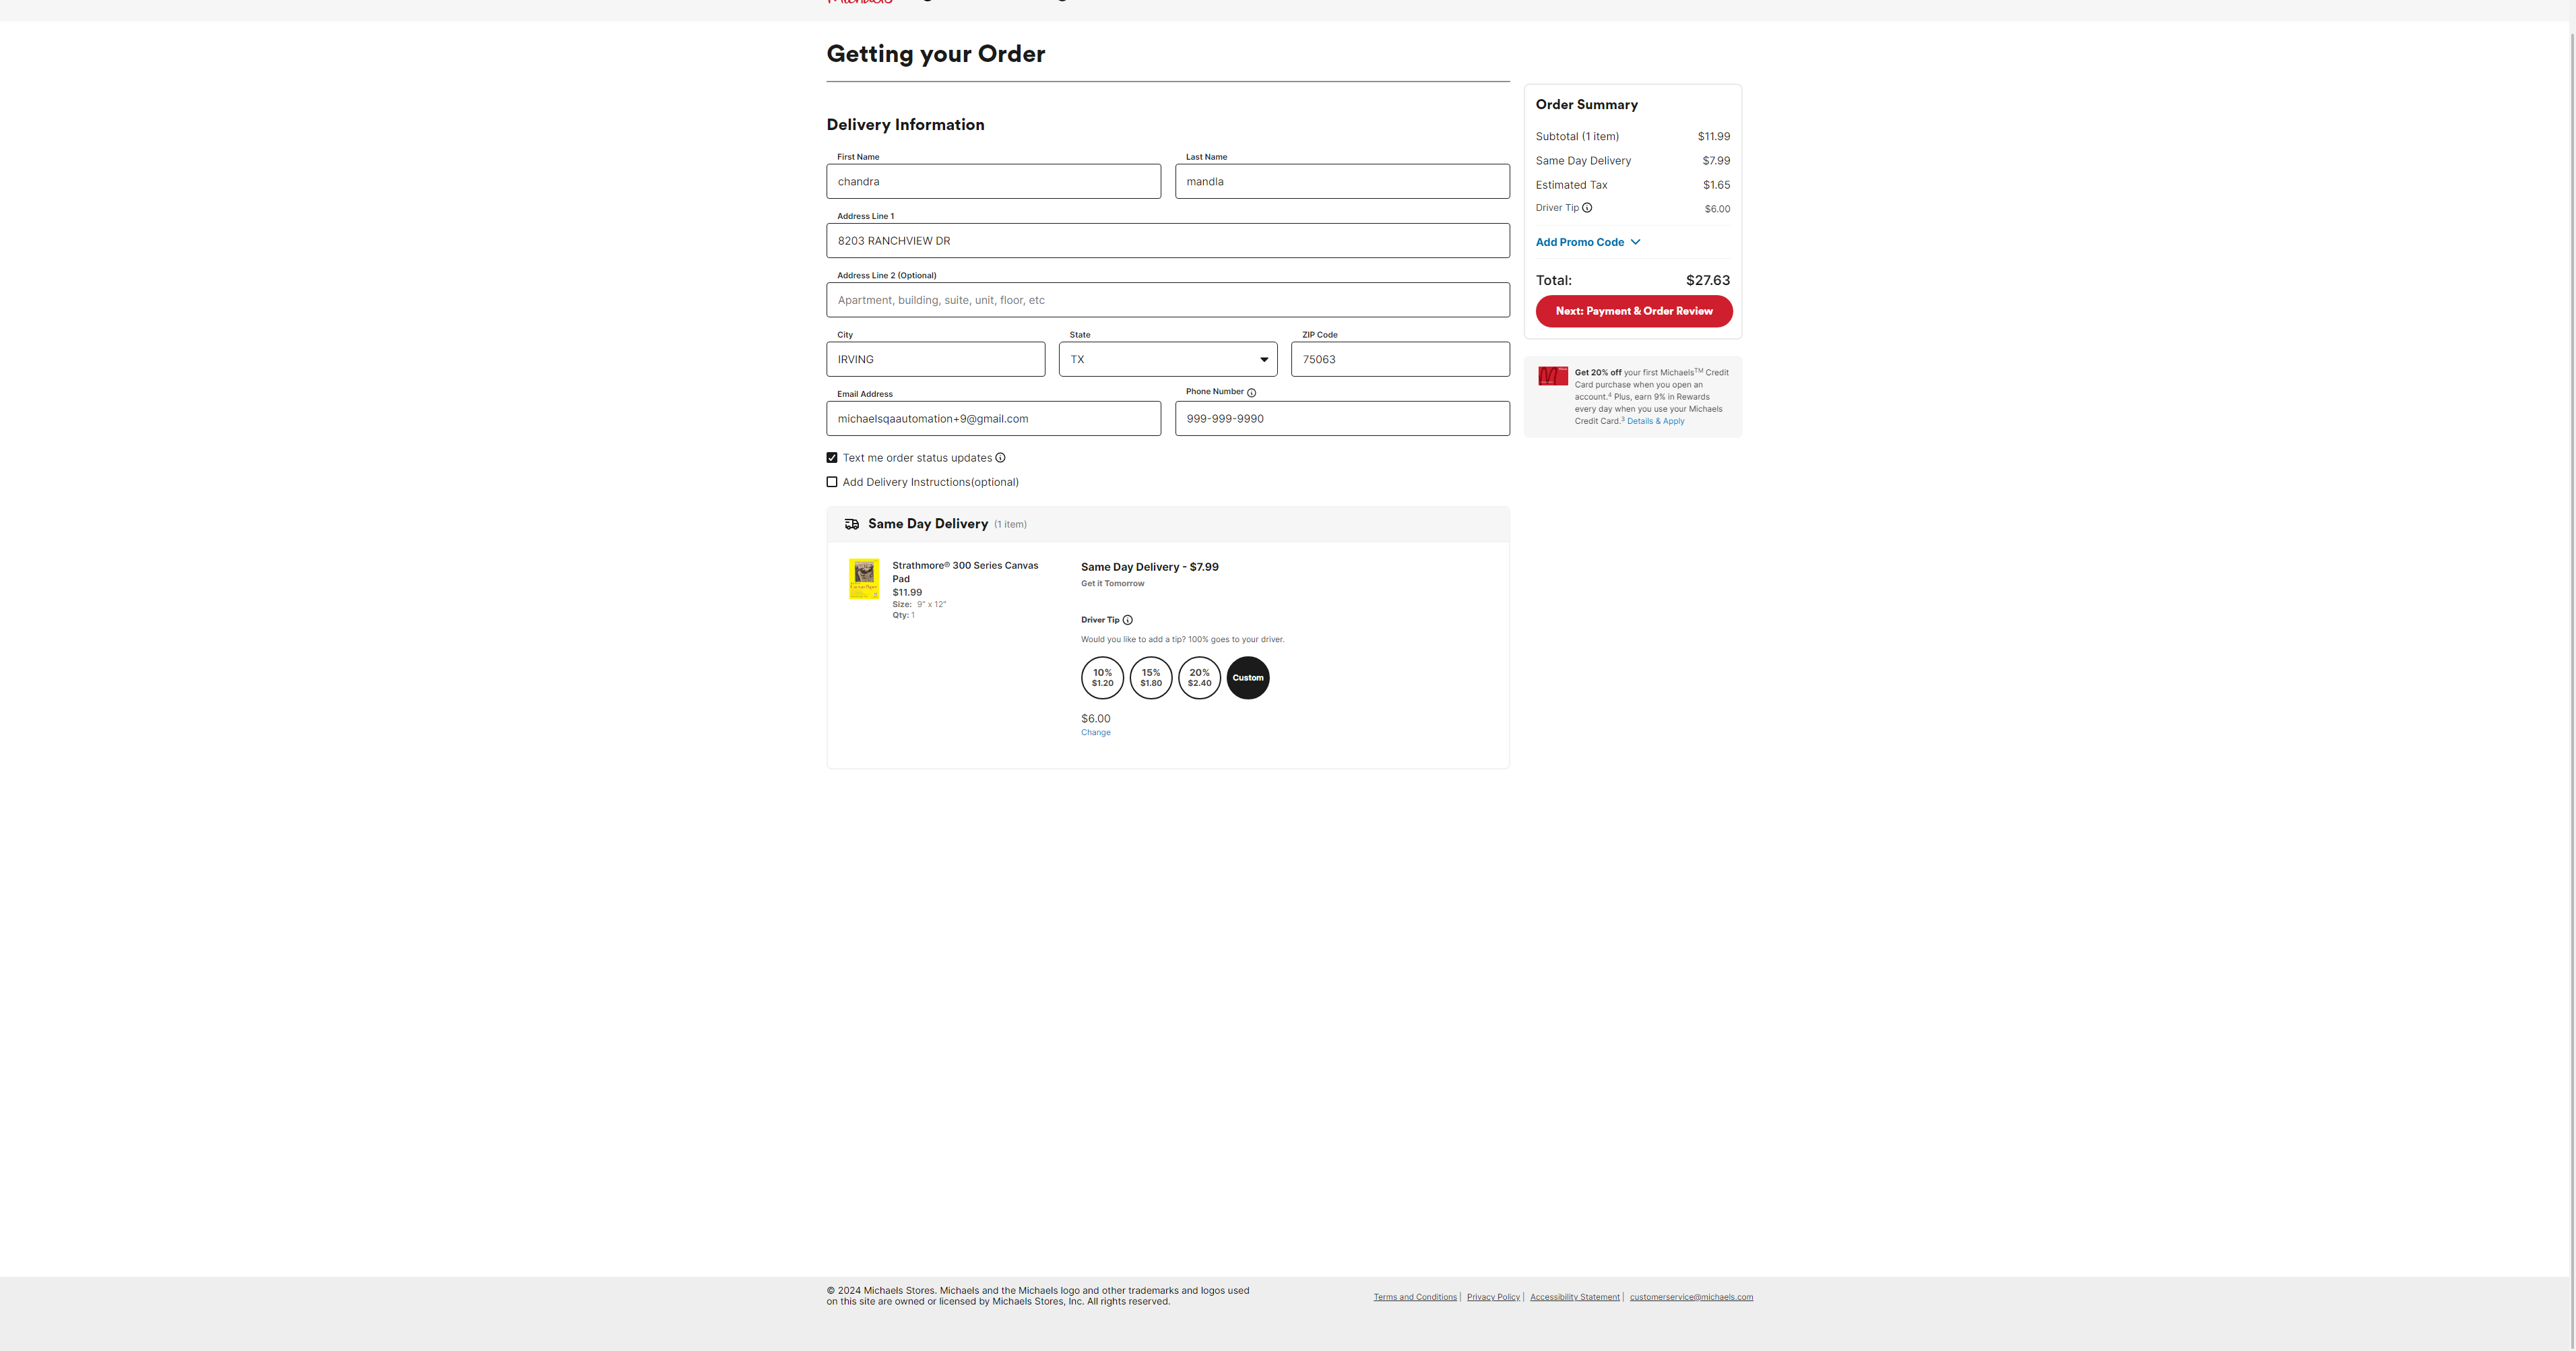 Getting your Order
Delivery Information
First Name
chandra
Last Name
mandla
Address Line 1
8203 RANCHVIEW DR
Address Line 2 (Optional)
Apartment, building, suite, unit, floor, etc
City
IRVING
State
TX
ZIP Code
75063
Email Address
michaelsqaautomation+9@gmail.com
Phone Number
999-999-9990
Text me order status updates
Add Delivery Instructions(optional)
Same Day Delivery (1 item)
Strathmore® 300 Series Canvas
Pad
$11.99
Size: 9" x 12"
Qty: 1
Same Day Delivery - $7.99
Get it Tomorrow
Driver Tip
Would you like to add a tip? 100% goes to your driver.
10%
$1.20
15%
$1.80
20%
$2.40
Custom
$6.00
Change
Order Summary
Subtotal (1 item) $11.99
Same Day Delivery $7.99
Estimated Tax $1.65
Driver Tip $6.00
Add Promo Code
Total: $27.63
Next: Payment & Order Review
Get 20% off your first Michaels™ Credit
Card purchase when you open an
account.⁴ Plus, earn 9% in Rewards
every day when you use your Michaels
Credit Card.³ Details & Apply
© 2024 Michaels Stores. Michaels and the Michaels logo and other trademarks and logos used
on this site are owned or licensed by Michaels Stores, Inc. All rights reserved.
Terms and Conditions | Privacy Policy | Accessibility Statement | customerservice@michaels.com